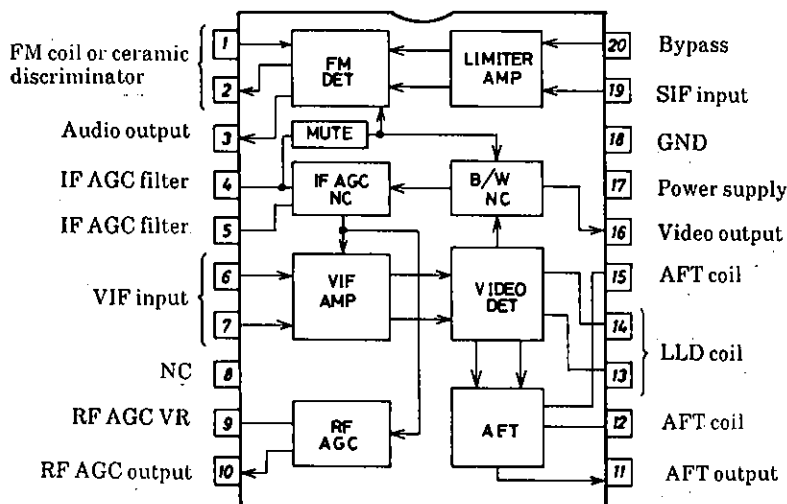 FM coil or ceramic
discriminator
1
2
Audio output
3
IF AGC filter
4
IF AGC filter
5
VIF input
6
7
NC
8
RF AGC VR
9
RF AGC output
10
FM
DET
LIMITER
AMP
MUTE
IF AGC
NC
B/W
NC
VIF
AMP
VIDEO
DET
RF
AGC
AFT
20
Bypass
19
SIF input
18
GND
17
Power supply
16
Video output
15
AFT coil
14
13
LLD coil
12
AFT coil
11
AFT output